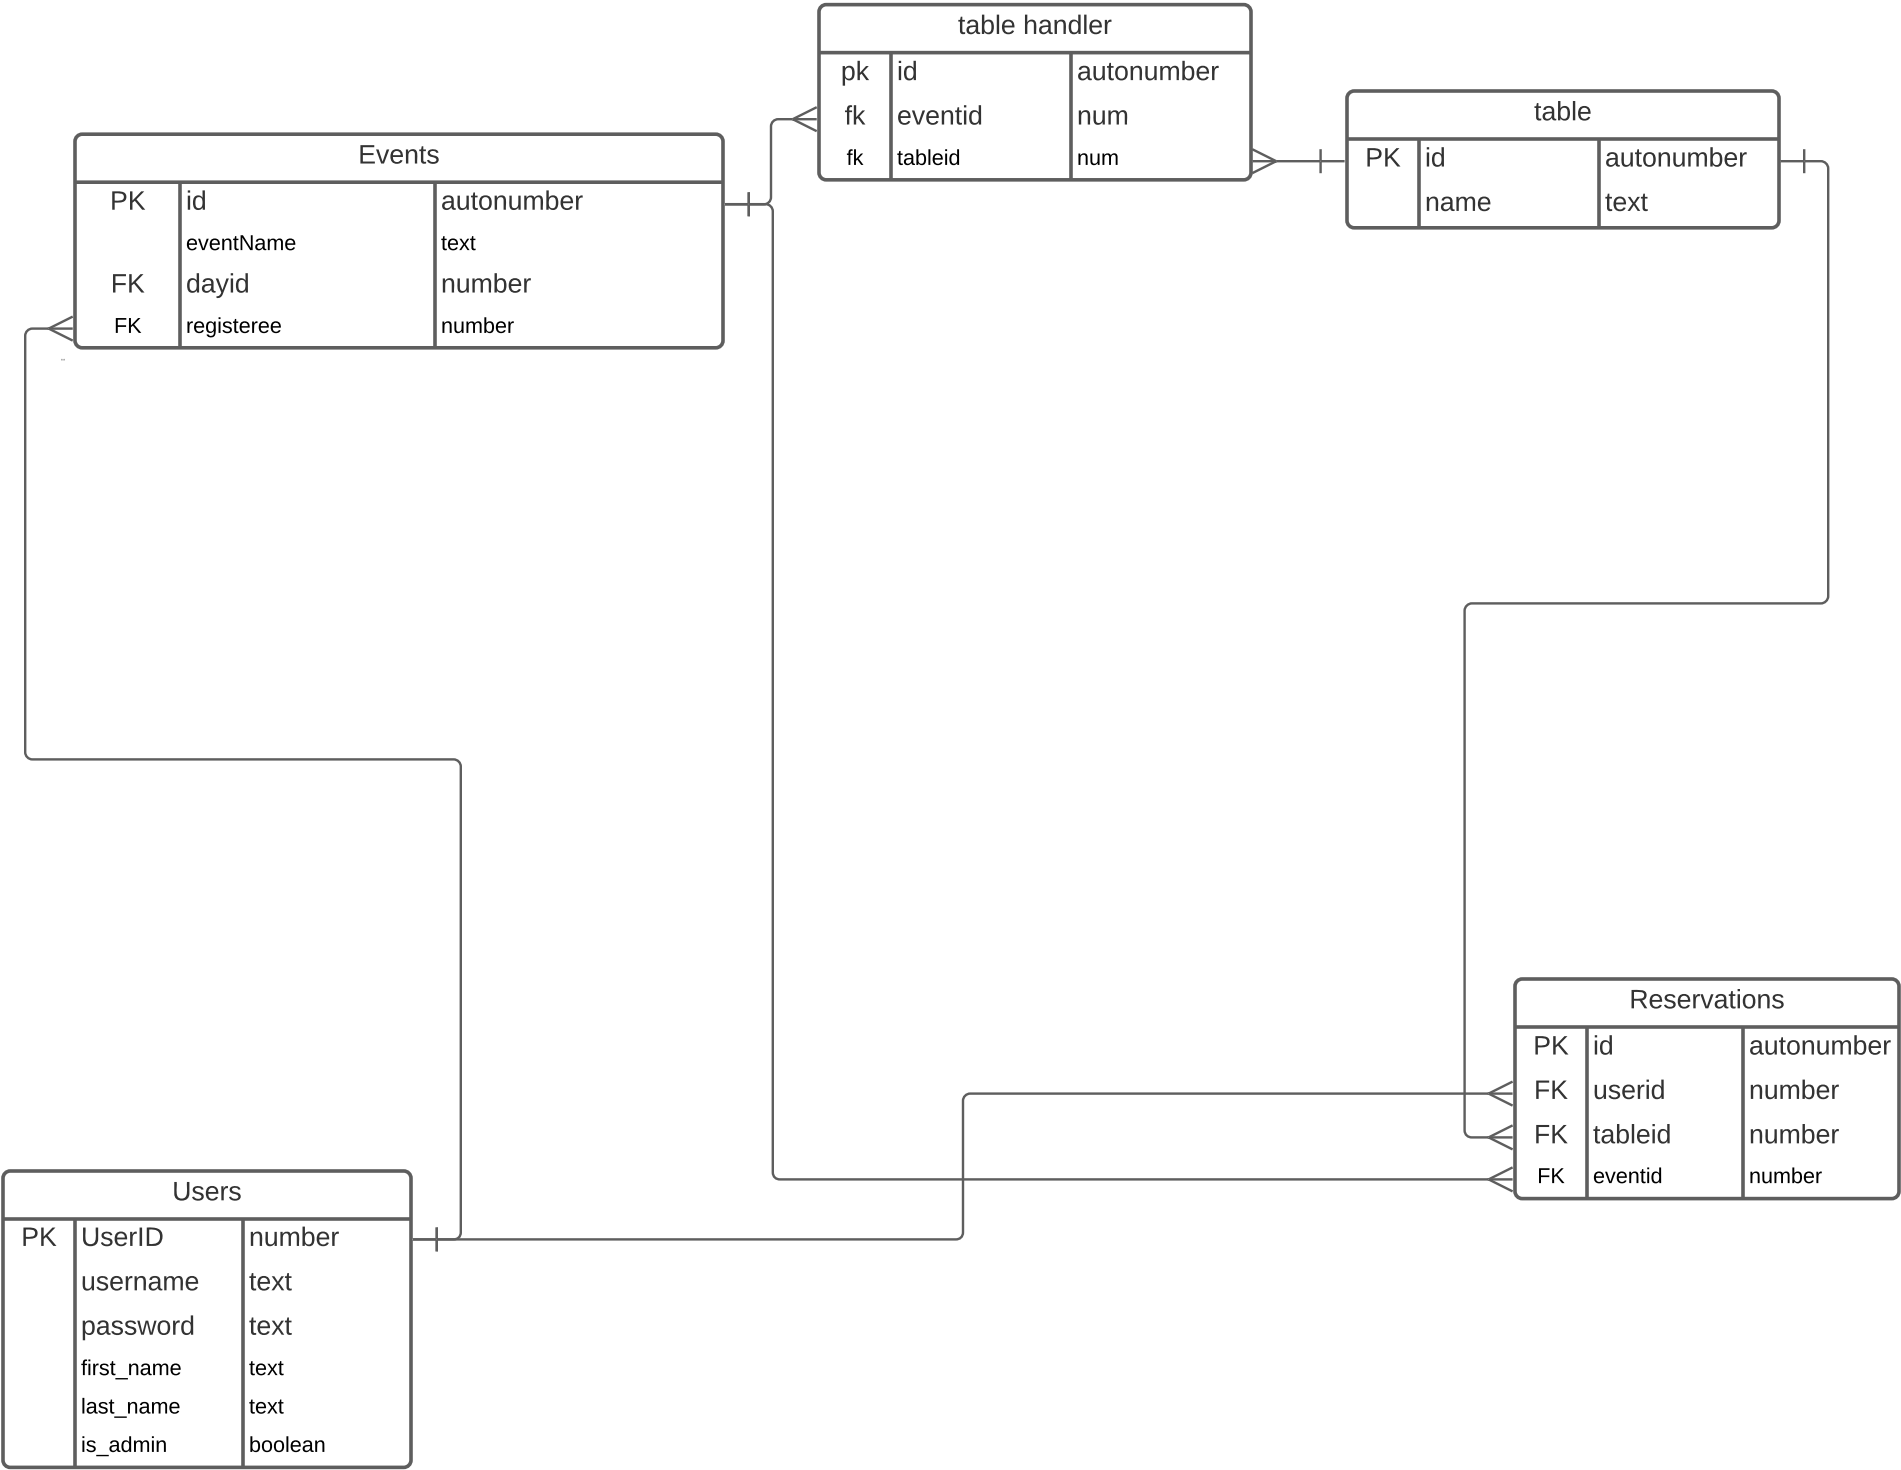 table handler
pk id autonumber
fk eventid num
fk tableid num
table
PK id autonumber
name text
Events
PK id autonumber
eventName text
FK dayid number
FK registeree number
Reservations
PK id autonumber
FK userid number
FK tableid number
FK eventid number
Users
PK UserID number
username text
password text
first_name text
last_name text
is_admin boolean